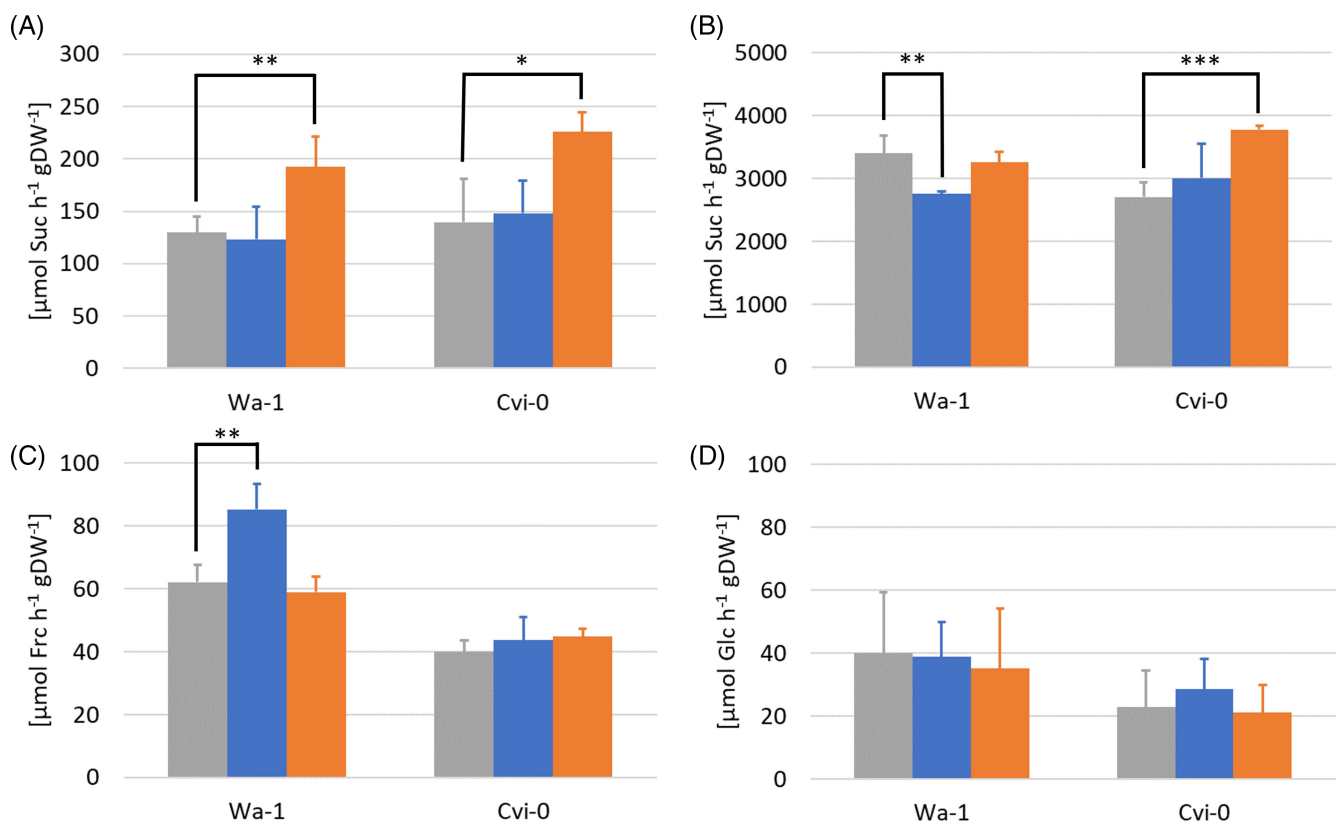 (A)
[µmol Suc h⁻¹ gDW⁻¹]
300
250
200
150
100
50
0
**
*
Wa-1 Cvi-0
(B)
[µmol Suc h⁻¹ gDW⁻¹]
5000
4000
3000
2000
1000
0
**
***
Wa-1 Cvi-0
(C)
[µmol Frc h⁻¹ gDW⁻¹]
100
80
60
40
20
0
**
Wa-1 Cvi-0
(D)
[µmol Glc h⁻¹ gDW⁻¹]
100
80
60
40
20
0
Wa-1 Cvi-0